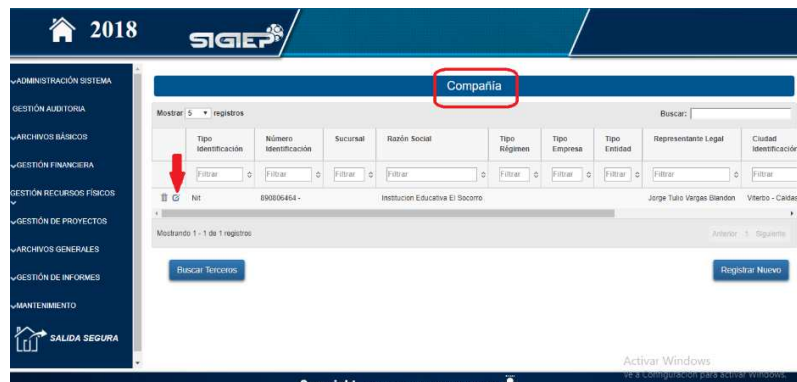 2018
SIGIEP
ADMINISTRACIÓN SISTEMA
GESTIÓN AUDITORIA
ARCHIVOS BÁSICOS
GESTIÓN FINANCIERA
GESTIÓN RECURSOS FÍSICOS
GESTIÓN DE PROYECTOS
ARCHIVOS GENERALES
GESTIÓN DE INFORMES
MANTENIMIENTO
SALIDA SEGURA
Compañía
Mostrar 5 registros
Buscar:
Tipo Identificación
Número Identificación
Sucursal
Razón Social
Tipo Régimen
Tipo Empresa
Tipo Entidad
Representante Legal
Ciudad Identificación
Filtrar Filtrar Filtrar Filtrar Filtrar Filtrar Filtrar Filtrar Filtrar
Nit 890806464 - Institucion Educativa El Socorro Jorge Tulio Vargas Blandon Viterbo - Caldas
Mostrando 1 - 1 de 1 registros
Anterior 1 Siguiente
Buscar Terceros
Registrar Nuevo
Activar Windows
Ve a Configuración para activar Windows.